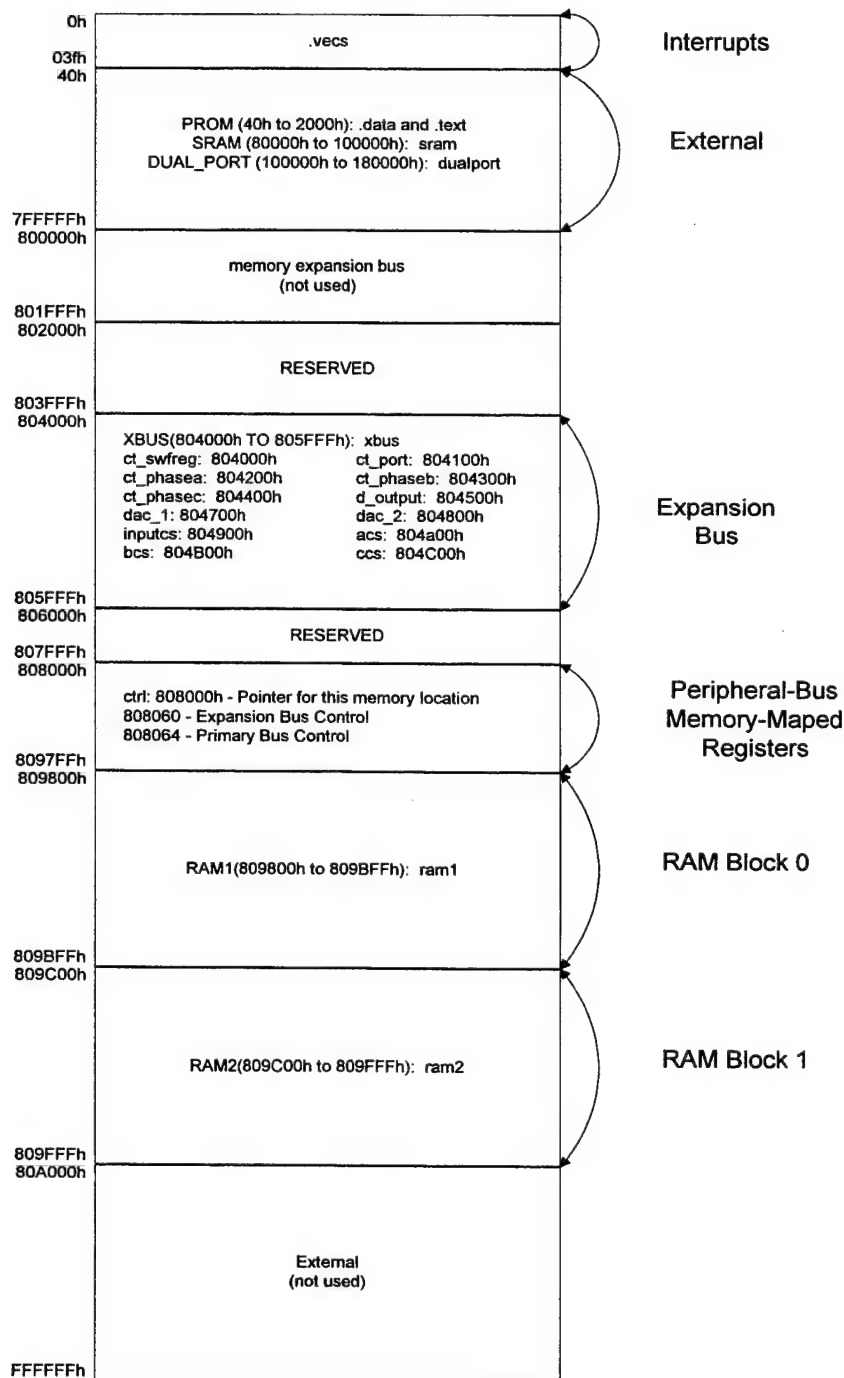 0h
.vecs
Interrupts
03fh
40h
PROM (40h to 2000h): .data and .text
SRAM (80000h to 100000h): sram
DUAL_PORT (100000h to 180000h): dualport
External
7FFFFFh
800000h
memory expansion bus
(not used)
801FFFh
802000h
RESERVED
803FFFh
804000h
XBUS(804000h TO 805FFFh): xbus
ct_swfreg: 804000h ct_port: 804100h
ct_phasea: 804200h ct_phaseb: 804300h
ct_phasec: 804400h d_output: 804500h
dac_1: 804700h dac_2: 804800h
inputcs: 804900h acs: 804a00h
bcs: 804B00h ccs: 804C00h
Expansion
Bus
805FFFh
806000h
RESERVED
807FFFh
808000h
ctrl: 808000h - Pointer for this memory location
808060 - Expansion Bus Control
808064 - Primary Bus Control
Peripheral-Bus
Memory-Maped
Registers
8097FFh
809800h
RAM1(809800h to 809BFFh): ram1
RAM Block 0
809BFFh
809C00h
RAM2(809C00h to 809FFFh): ram2
RAM Block 1
809FFFh
80A000h
External
(not used)
FFFFFFh